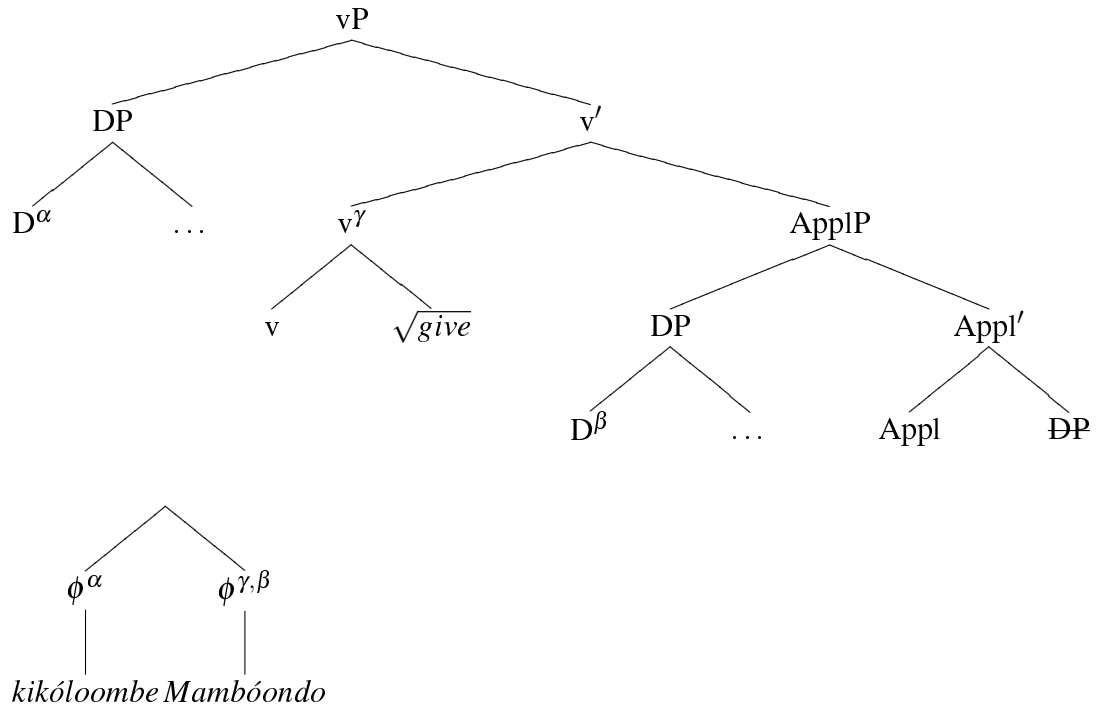 vP
DP v′
Dα … vγ ApplP
v √give DP Appl′
Dβ … Appl DP
ϕα ϕγ,β
kikóloombe Mambóondo